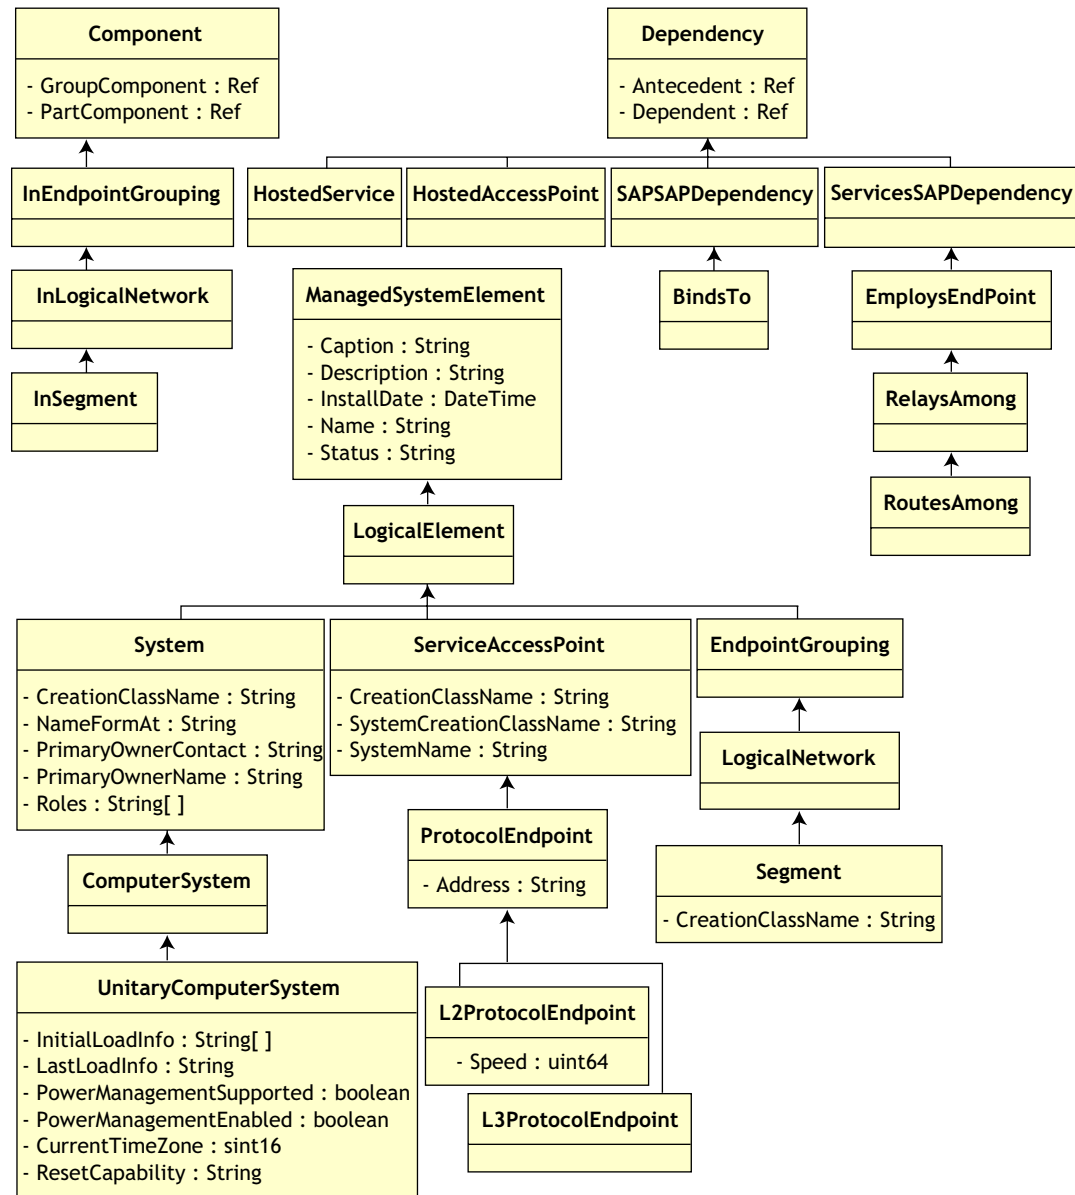 Component
- GroupComponent : Ref
- PartComponent : Ref
Dependency
- Antecedent : Ref
- Dependent : Ref
InEndpointGrouping
HostedService
HostedAccessPoint
SAPSAPDependency
ServicesSAPDependency
InLogicalNetwork
ManagedSystemElement
- Caption : String
- Description : String
- InstallDate : DateTime
- Name : String
- Status : String
BindsTo
EmploysEndPoint
InSegment
RelaysAmong
RoutesAmong
LogicalElement
System
- CreationClassName : String
- NameFormAt : String
- PrimaryOwnerContact : String
- PrimaryOwnerName : String
- Roles : String[ ]
ServiceAccessPoint
- CreationClassName : String
- SystemCreationClassName : String
- SystemName : String
EndpointGrouping
LogicalNetwork
ProtocolEndpoint
- Address : String
Segment
- CreationClassName : String
ComputerSystem
UnitaryComputerSystem
- InitialLoadInfo : String[ ]
- LastLoadInfo : String
- PowerManagementSupported : boolean
- PowerManagementEnabled : boolean
- CurrentTimeZone : sint16
- ResetCapability : String
L2ProtocolEndpoint
- Speed : uint64
L3ProtocolEndpoint